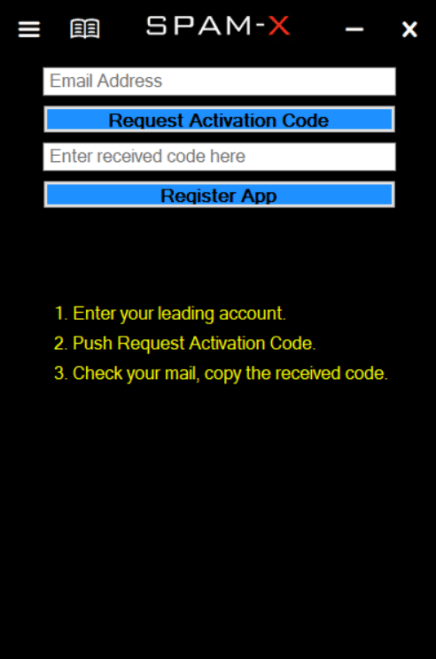 SPAM-X
Email Address
Request Activation Code
Enter received code here
Register App
1. Enter your leading account.
2. Push Request Activation Code.
3. Check your mail, copy the received code.